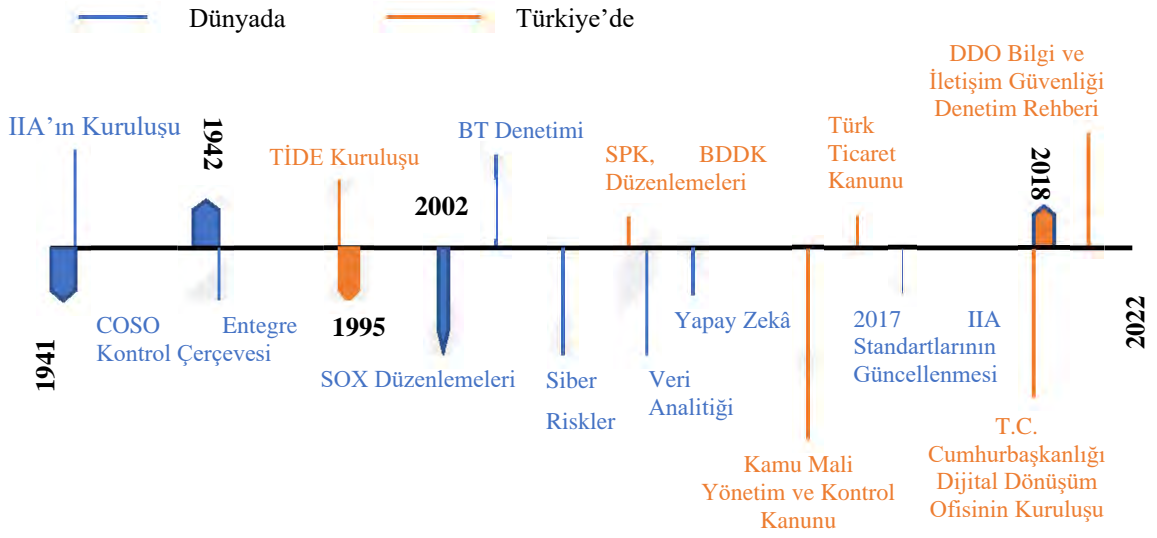 Dünyada
Türkiye’de
IIA’ın Kuruluşu
1942
TİDE Kuruluşu
2002
BT Denetimi
SPK, BDDK
Düzenlemeleri
Türk
Ticaret
Kanunu
2018
DDO Bilgi ve
İletişim Güvenliği
Denetim Rehberi
1941
COSO Entegre
Kontrol Çerçevesi
1995
SOX Düzenlemeleri
Siber
Riskler
Veri
Analitiği
Yapay Zekâ
Kamu Mali
Yönetim ve Kontrol
Kanunu
2017 IIA
Standartlarının
Güncellenmesi
T.C.
Cumhurbaşkanlığı
Dijital Dönüşüm
Ofisinin Kuruluşu
2022